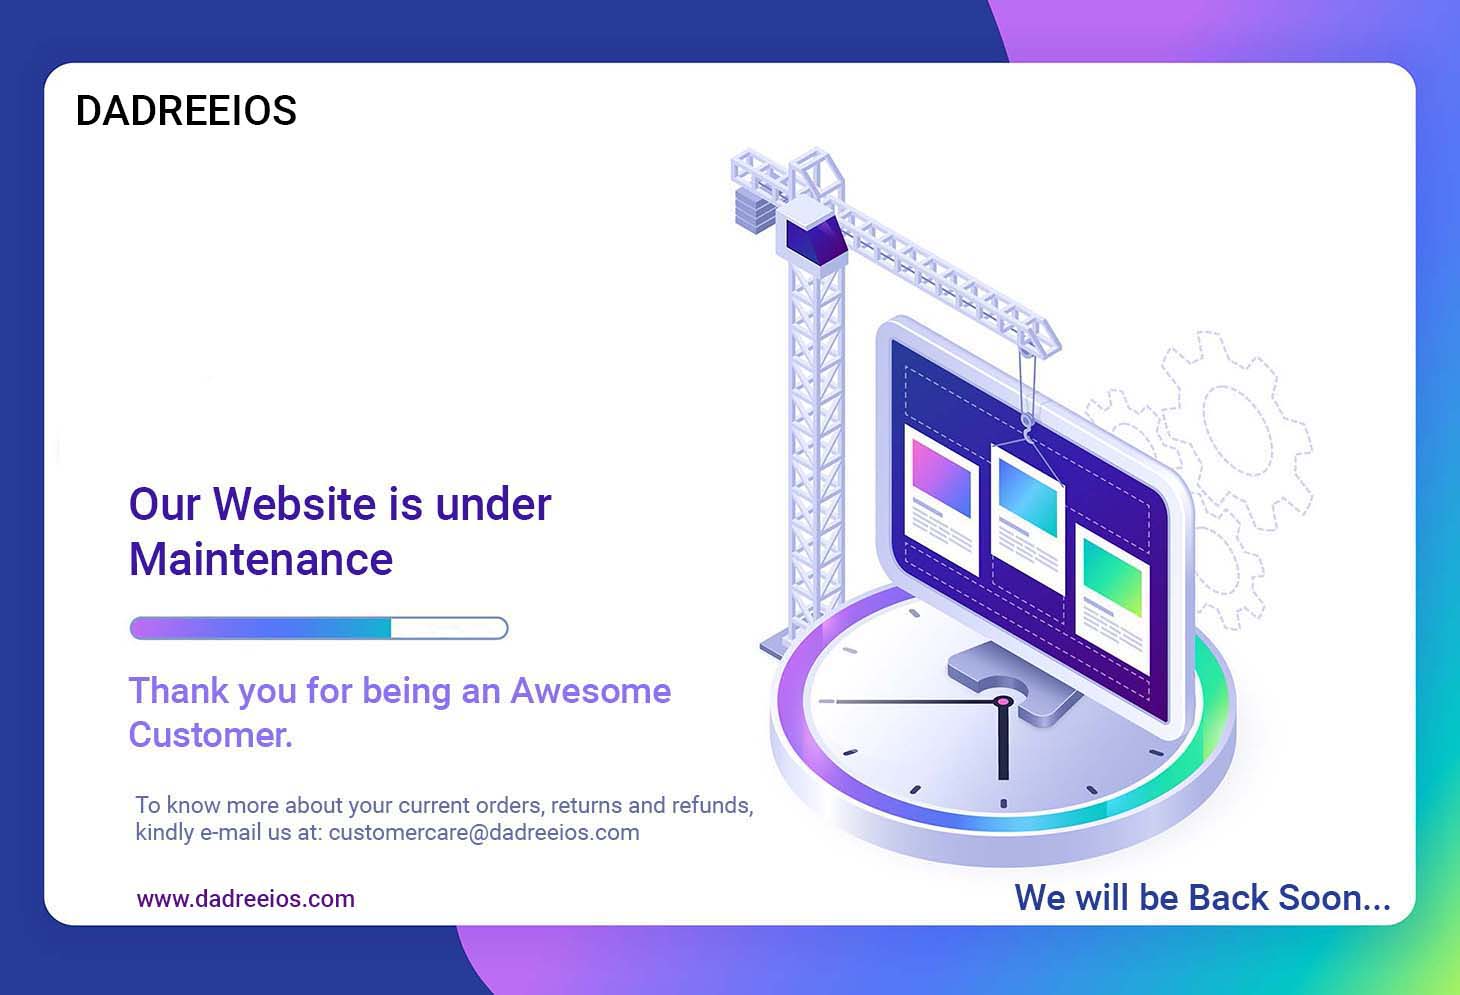 DADREEIOS
Our Website is under
Maintenance
Thank you for being an Awesome
Customer.
To know more about your current orders, returns and refunds,
kindly e-mail us at: customercare@dadreeios.com
www.dadreeios.com
We will be Back Soon...